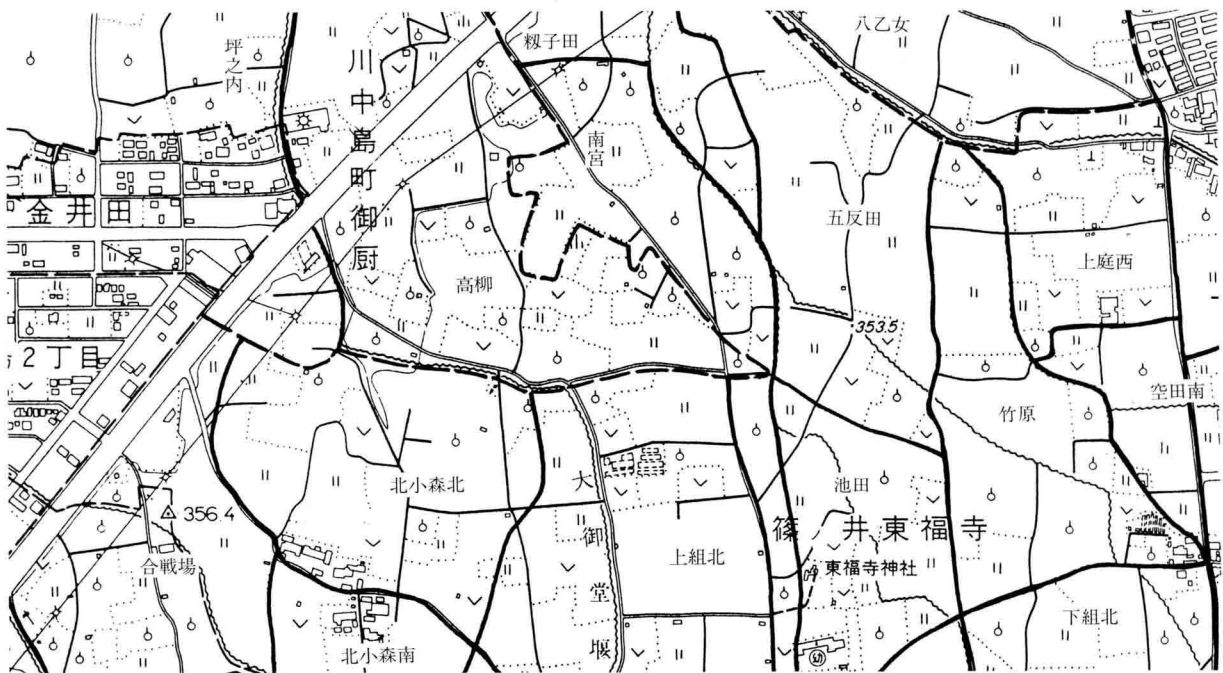 坪之内
川中島町御厨
籾子田
八乙女
南宮
金井田
五反田
上庭西
高柳
353.5
2丁目
空田南
竹原
北小森北
大御堂堰
池田
356.4
篠井東福寺
合戦場
上組北
東福寺神社
下組北
北小森南
幼